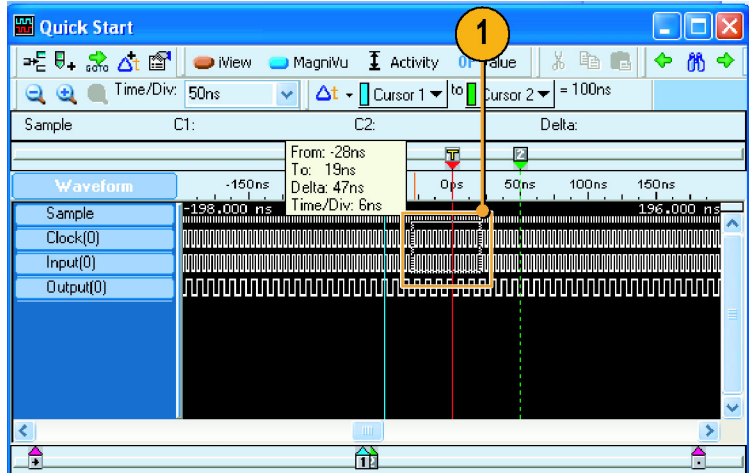 Quick Start
1
iView MagniVu Activity Value
Time/Div: 50ns Cursor 1 to Cursor 2 = 100ns
Sample C1: C2: Delta:
From: -28ns
To: 19ns
Delta: 47ns
Time/Div: 6ns
T 2
Waveform -150ns 0ps 50ns 100ns 150ns
Sample -198.000 ns 196.000 ns
Clock(0)
Input(0)
Output(0)
1